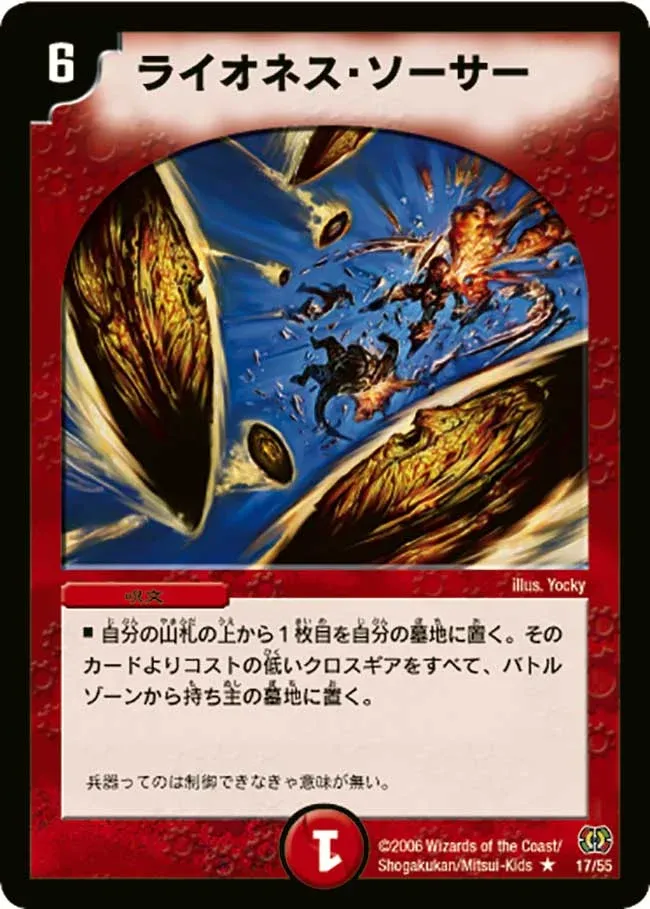 6
ライオネス・ソーサー
illus. Yocky
呪文
■ 自分の山札の上から1枚目を自分の墓地に置く。その
カードよりコストの低いクロスギアをすべて、バトル
ゾーンから持ち主の墓地に置く。
兵器ってのは制御できなきゃ意味が無い。
1
©2006 Wizards of the Coast/
Shogakukan/Mitsui-Kids ★ 17/55